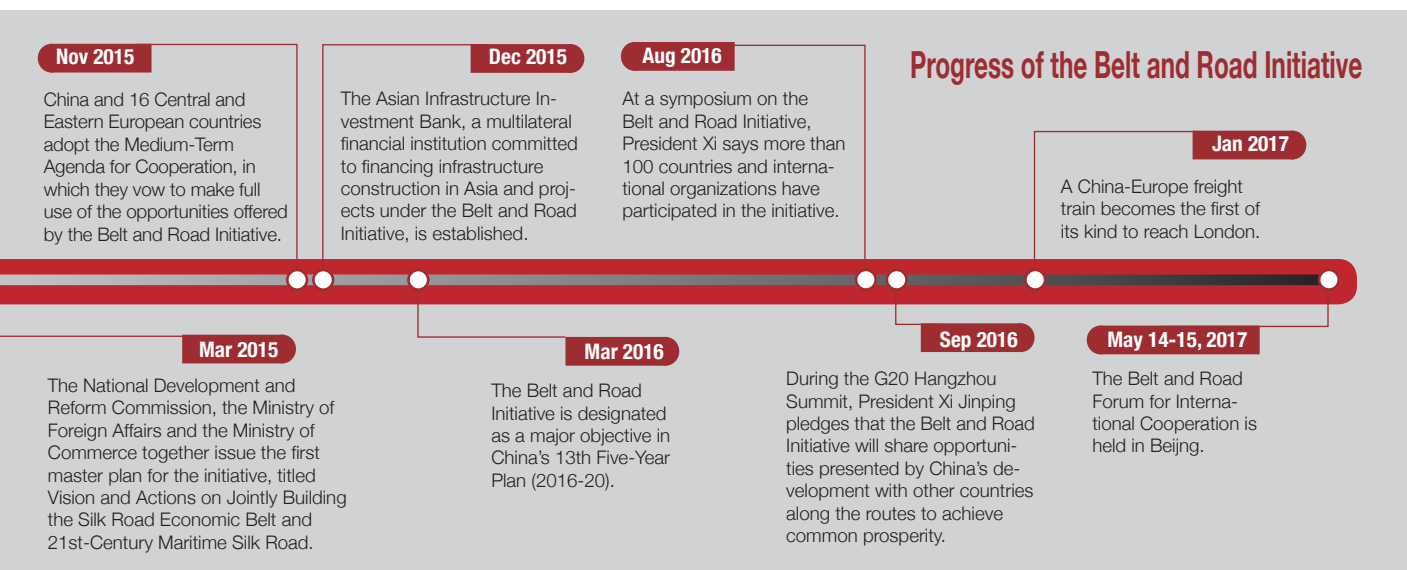 Progress of the Belt and Road Initiative
Nov 2015
China and 16 Central and
Eastern European countries
adopt the Medium-Term
Agenda for Cooperation, in
which they vow to make full
use of the opportunities offered
by the Belt and Road Initiative.
Dec 2015
The Asian Infrastructure In-
vestment Bank, a multilateral
financial institution committed
to financing infrastructure
construction in Asia and proj-
ects under the Belt and Road
Initiative, is established.
Aug 2016
At a symposium on the
Belt and Road Initiative,
President Xi says more than
100 countries and interna-
tional organizations have
participated in the initiative.
Jan 2017
A China-Europe freight
train becomes the first of
its kind to reach London.
Mar 2015
The National Development and
Reform Commission, the Ministry of
Foreign Affairs and the Ministry of
Commerce together issue the first
master plan for the initiative, titled
Vision and Actions on Jointly Building
the Silk Road Economic Belt and
21st-Century Maritime Silk Road.
Mar 2016
The Belt and Road
Initiative is designated
as a major objective in
China's 13th Five-Year
Plan (2016-20).
Sep 2016
During the G20 Hangzhou
Summit, President Xi Jinping
pledges that the Belt and Road
Initiative will share opportuni-
ties presented by China's de-
velopment with other countries
along the routes to achieve
common prosperity.
May 14-15, 2017
The Belt and Road
Forum for Interna-
tional Cooperation is
held in Beijng.